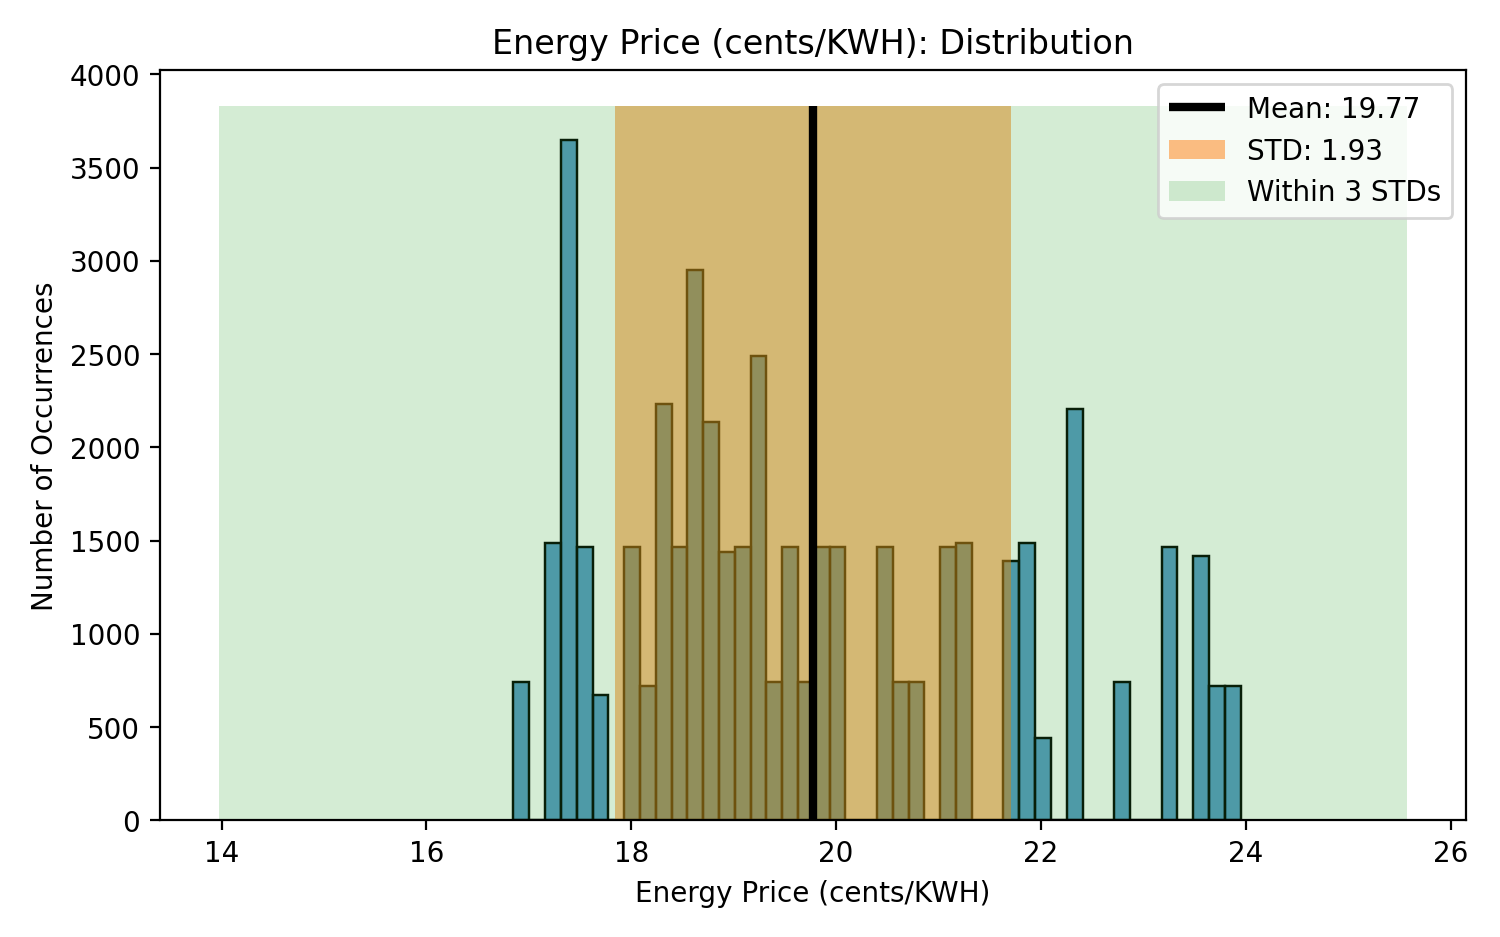 Energy Price (cents/KWH): Distribution
4000
3500
3000
2500
2000
1500
1000
500
0
Number of Occurrences
Mean: 19.77
STD: 1.93
Within 3 STDs
14 16 18 20 22 24 26
Energy Price (cents/KWH)